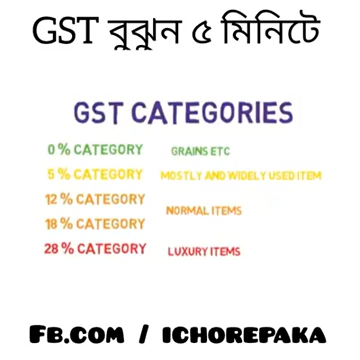 GST বুঝুন ৫ মিনিটে
GST CATEGORIES
0 % CATEGORY GRAINS ETC
5 % CATEGORY MOSTLY AND WIDELY USED ITEM
12 % CATEGORY
NORMAL ITEMS
18 % CATEGORY
28 % CATEGORY LUXURY ITEMS
FB.COM / ICHOREPAKA